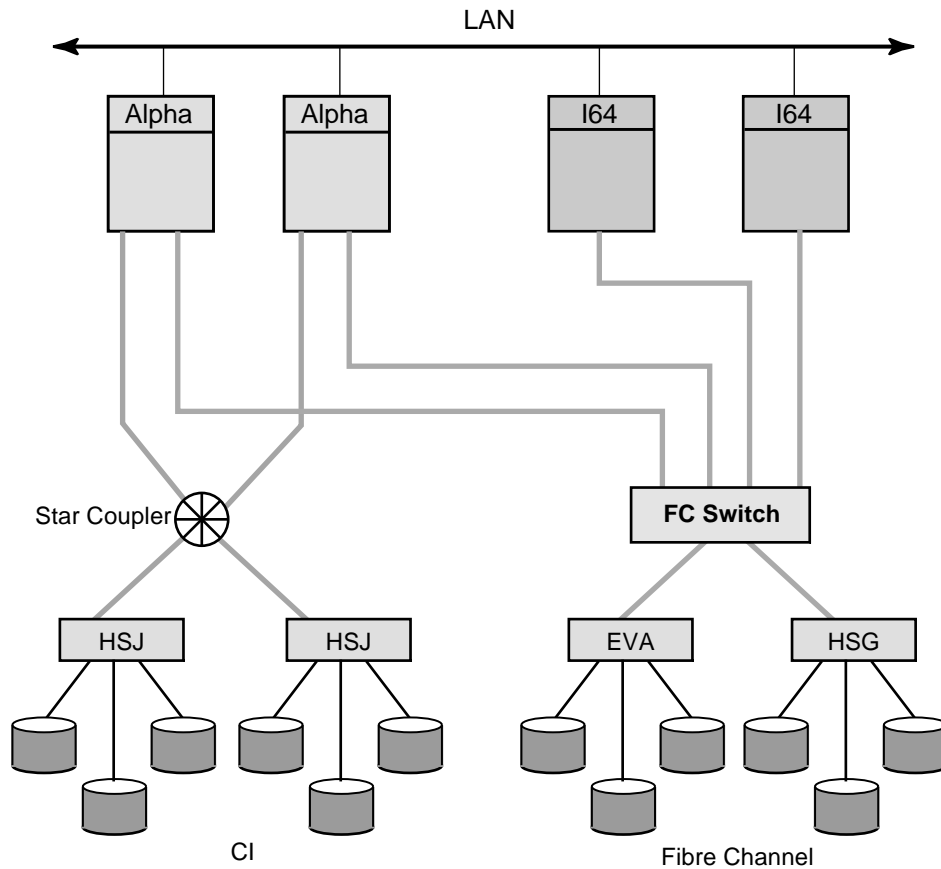 LAN
Alpha
Alpha
I64
I64
Star Coupler
FC Switch
HSJ
HSJ
EVA
HSG
CI
Fibre Channel